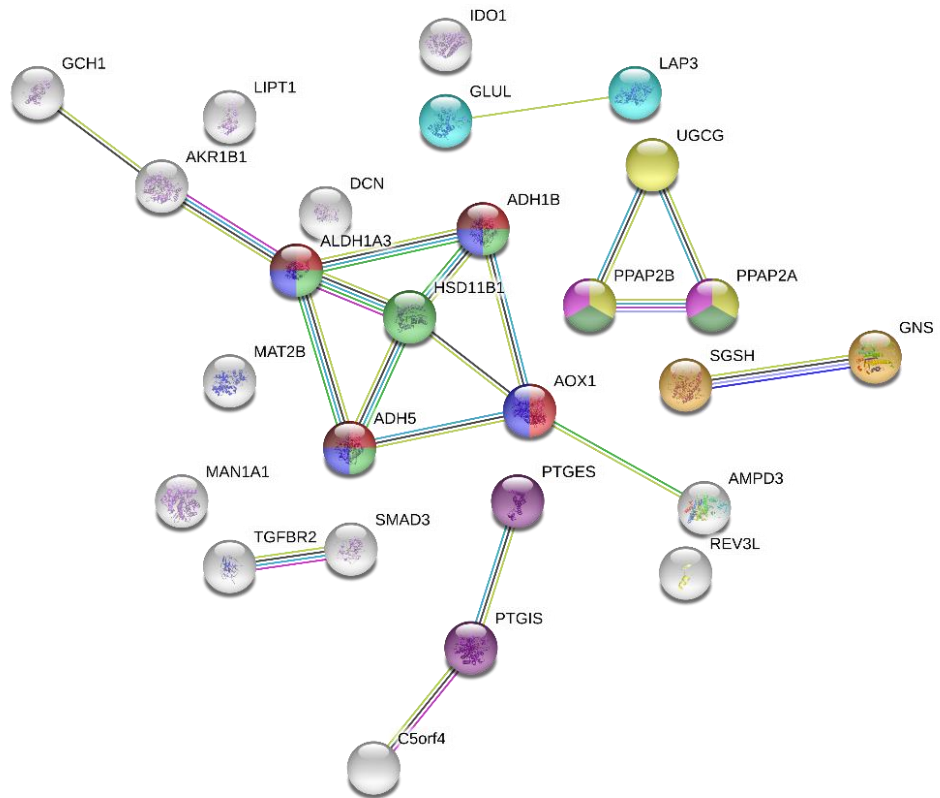 IDO1
GCH1
LAP3
LIPT1
GLUL
UGCG
AKR1B1
DCN
ADH1B
ALDH1A3
HSD11B1
PPAP2B
PPAP2A
GNS
MAT2B
SGSH
AOX1
ADH5
MAN1A1
PTGES
AMPD3
SMAD3
TGFBR2
REV3L
PTGIS
C5orf4